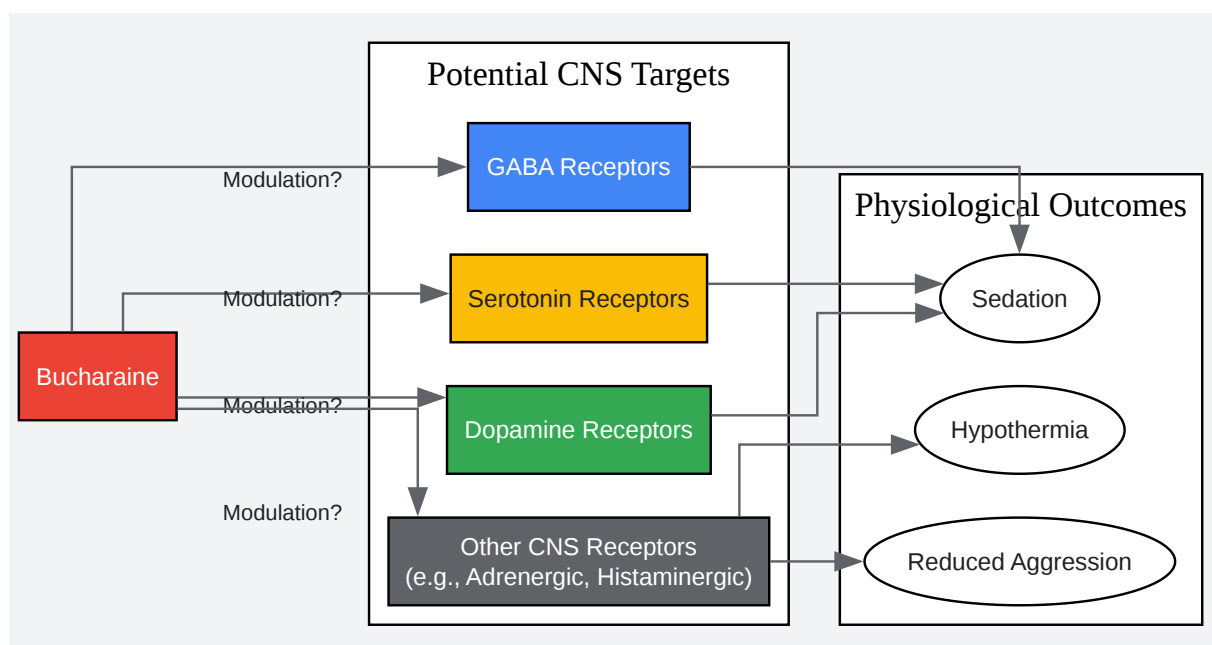 Potential CNS Targets
GABA Receptors
Modulation?
Physiological Outcomes
Serotonin Receptors
Modulation?
Sedation
Bucharaine
Modulation?
Dopamine Receptors
Hypothermia
Modulation?
Other CNS Receptors
(e.g., Adrenergic, Histaminergic)
Reduced Aggression